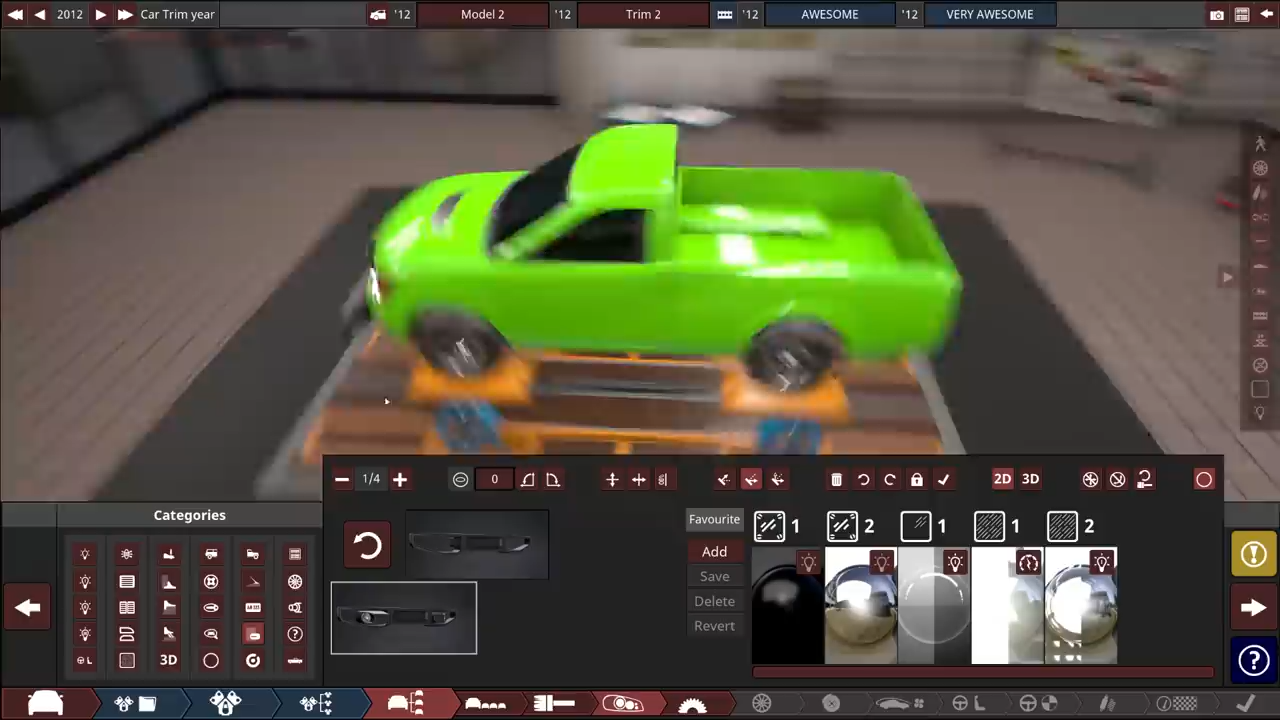 2012 Car Trim year '12 Model 2 '12 Trim 2 '12 AWESOME '12 VERY AWESOME
1/4 0 2D 3D
Categories
Favourite 1 2 1 1 2
Add
Save
Delete
Revert
L 3D